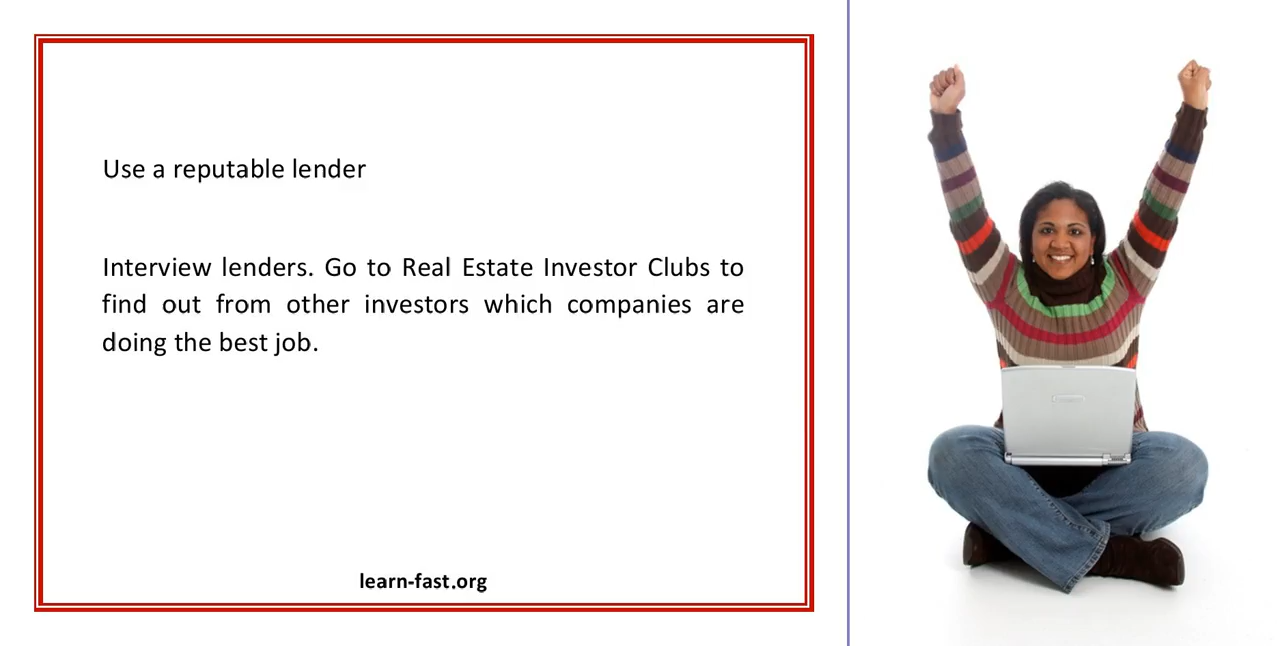 Use a reputable lender
Interview lenders. Go to Real Estate Investor Clubs to
find out from other investors which companies are
doing the best job.
learn-fast.org